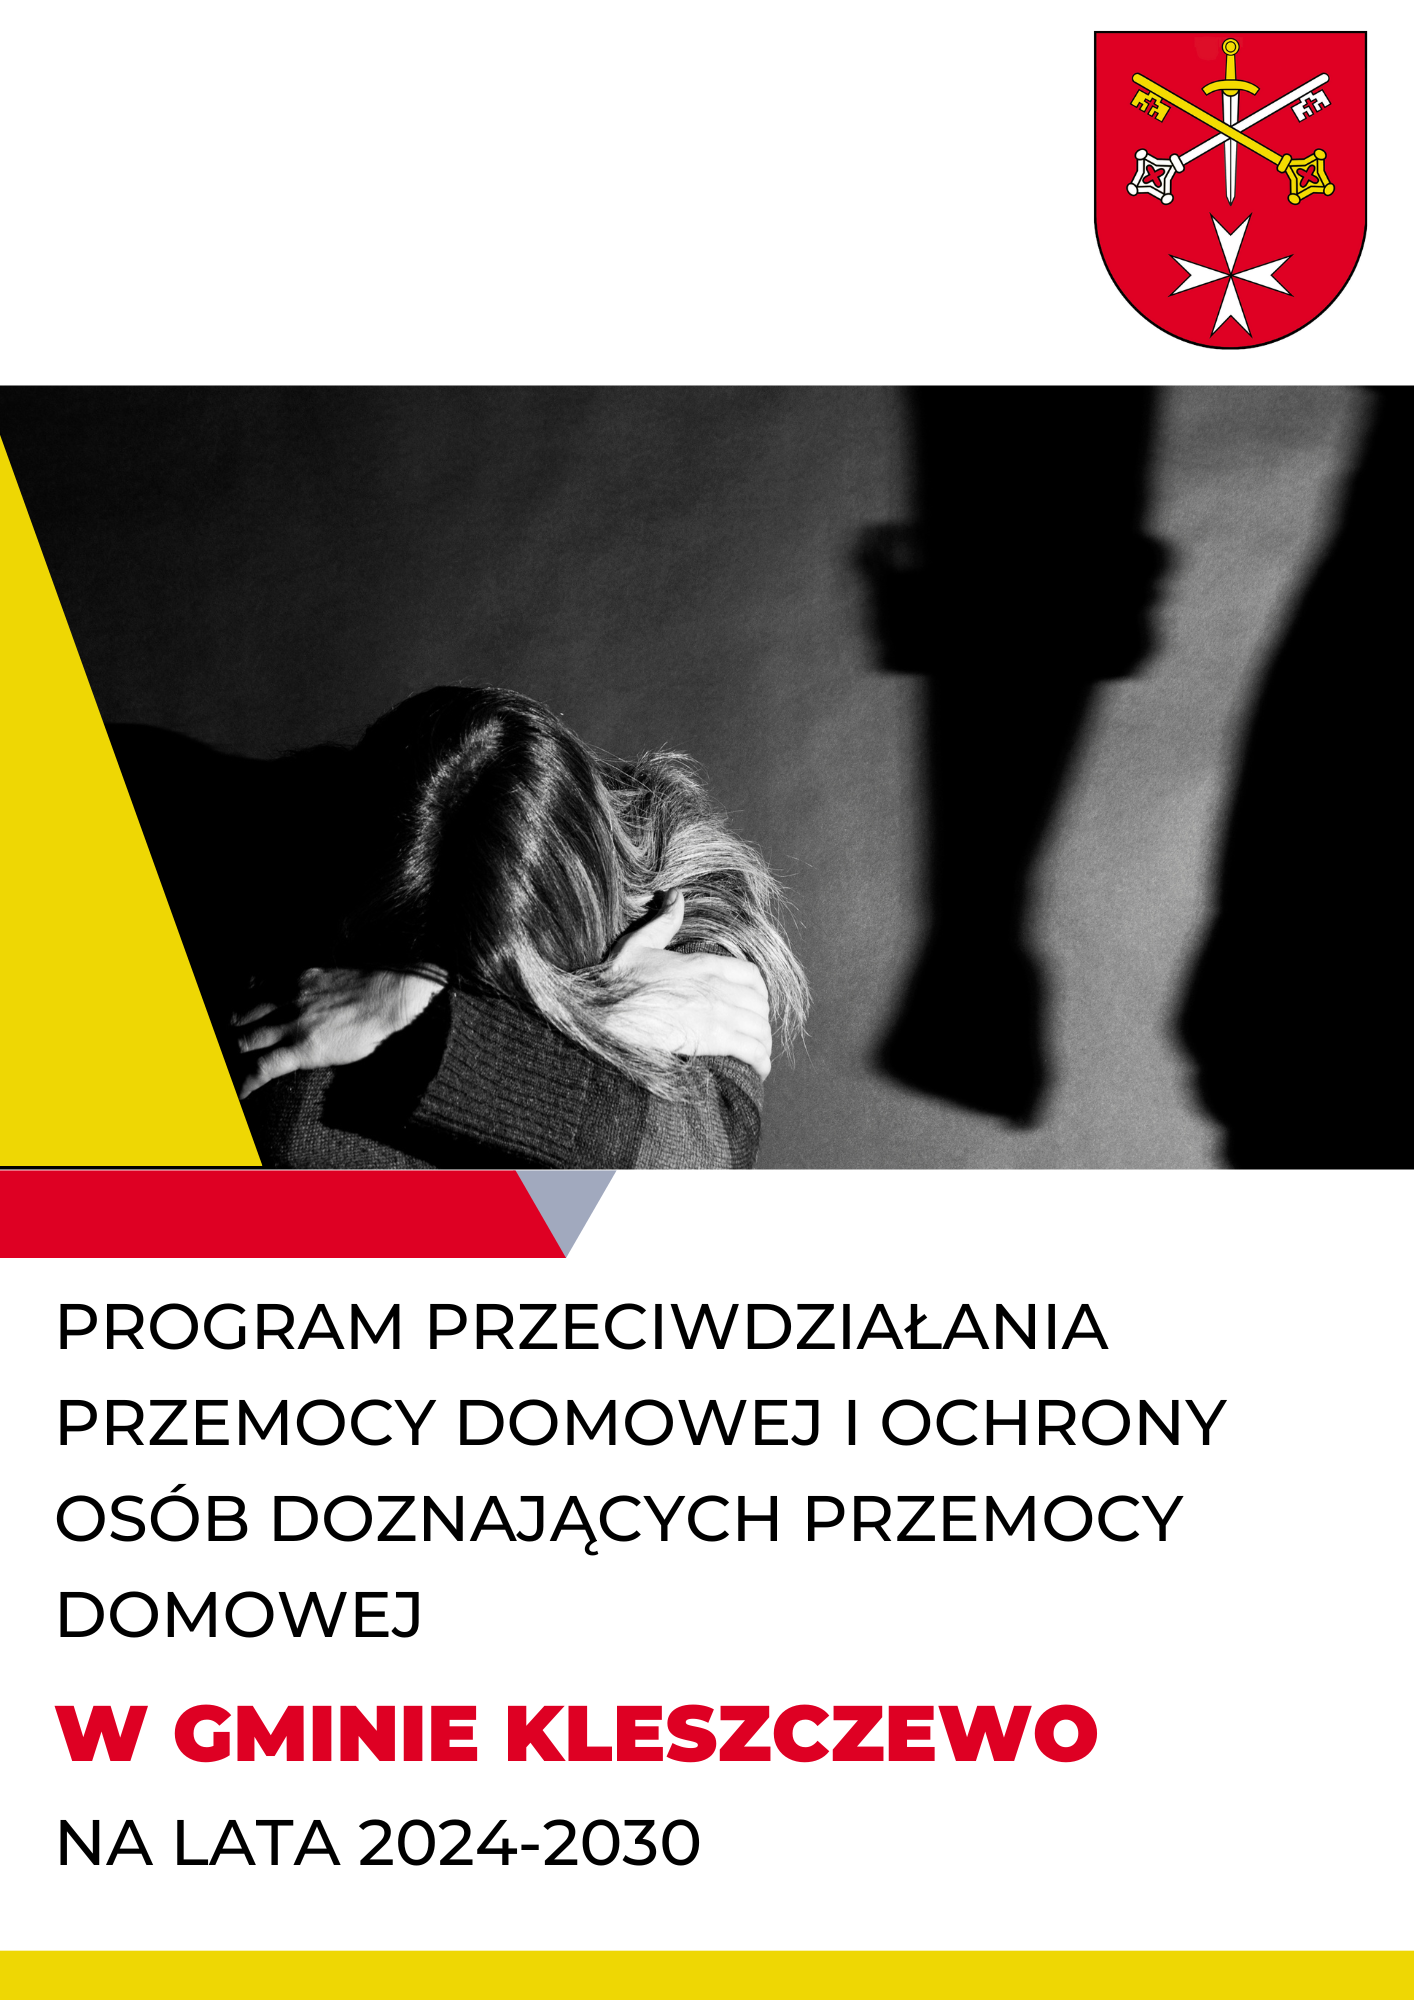 PROGRAM PRZECIWDZIAŁANIA
PRZEMOCY DOMOWEJ I OCHRONY
OSÓB DOZNAJĄCYCH PRZEMOCY
DOMOWEJ
W GMINIE KLESZCZEWO
NA LATA 2024-2030